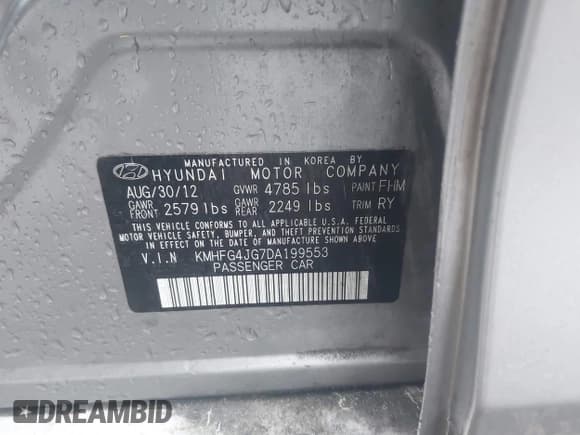 MANUFACTURED IN KOREA BY
HYUNDAI MOTOR COMPANY
AUG/30/12 GVWR 4785 lbs PAINT FHM
GAWR FRONT 2579 lbs GAWR REAR 2249 lbs TRIM RY
THIS VEHICLE CONFORMS TO ALL APPLICABLE U.S.A. FEDERAL
MOTOR VEHICLE SAFETY, BUMPER, AND THEFT PREVENTION STANDARDS
IN EFFECT ON THE DATE OF MANUFACTURE SHOWN ABOVE.
V.I.N KMHFG4JG7DA199553
PASSENGER CAR
DREAMBID